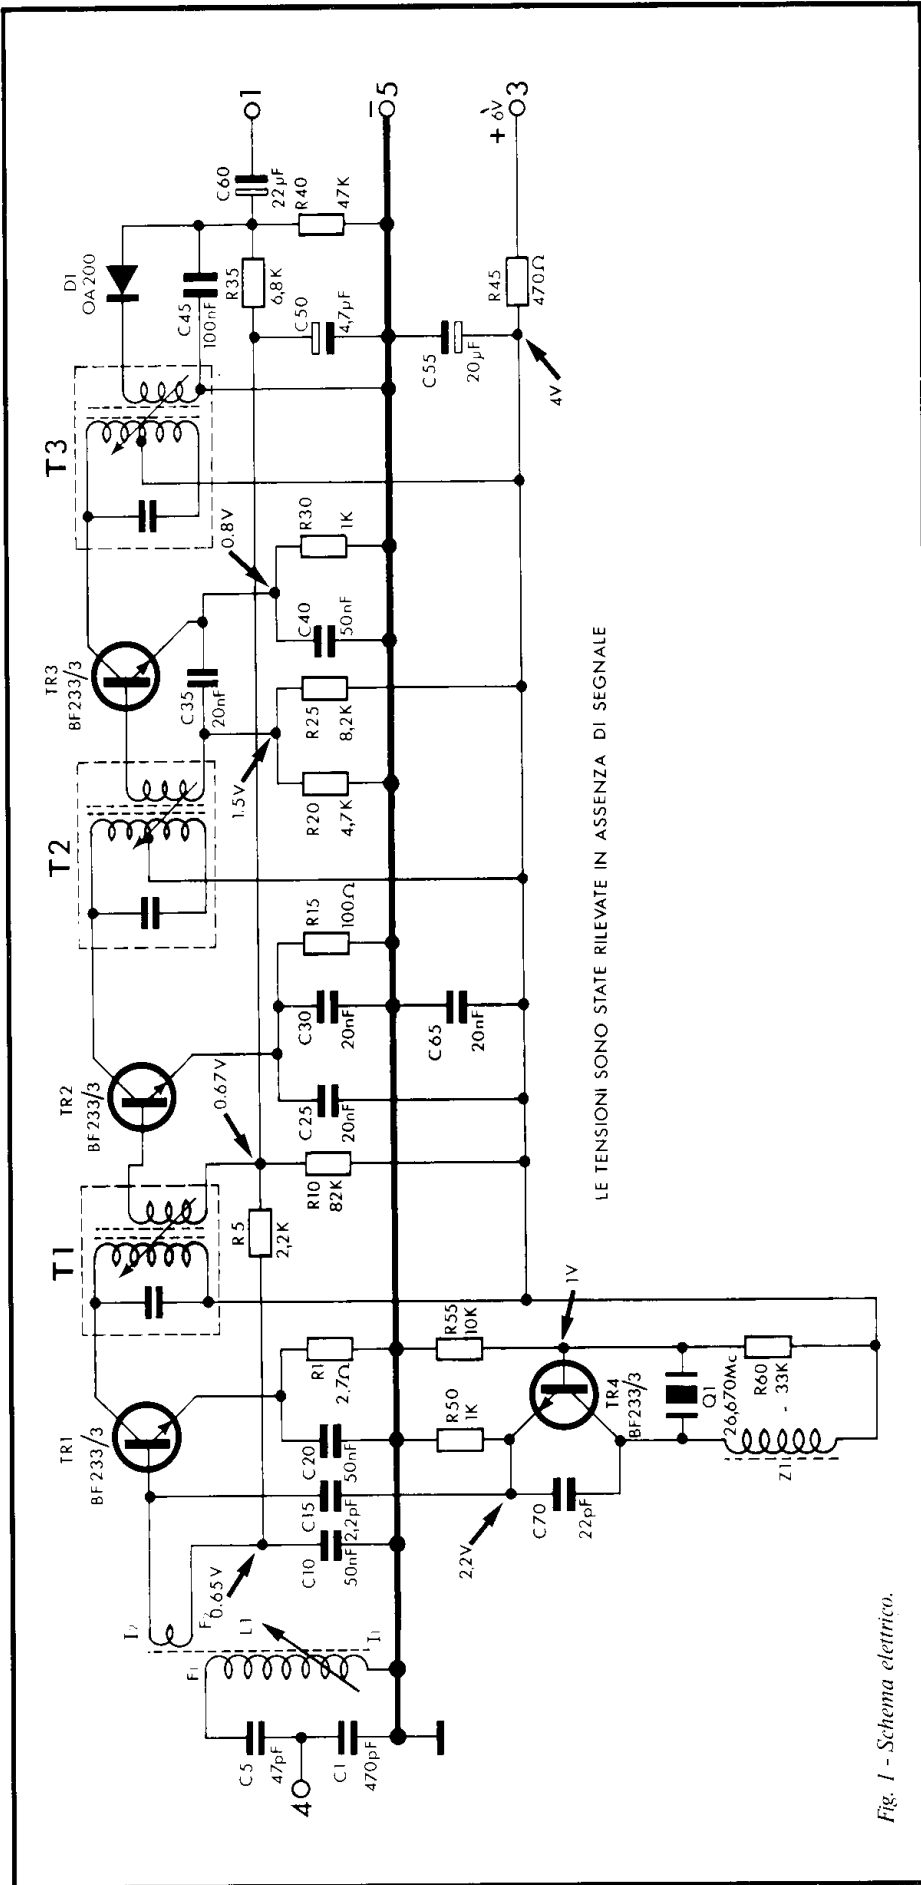 T1
T2
T3
TR1
BF233/3
TR2
BF233/3
TR3
BF233/3
D1
OA200
C45
100nF
C60
22µF
1
R35
6,8K
R40
47K
C50
4,7µF
–5
C55
20µF
R45
470Ω
+6V
3
4V
0.8V
R30
1K
C40
50nF
C35
20nF
1.5V
R25
8,2K
R20
4,7K
R15
100Ω
C30
20nF
C65
20nF
C25
20nF
0.67V
R10
82K
R5
2,2K
R1
2.7Ω
C20
50nF
C15
2,2pF
C10
50nF
0.65V
I2
F2
L1
F1
I1
C5
47pF
4
C1
470pF
R55
10K
R50
1K
1V
TR4
BF233/3
2,2V
C70
22pF
Q1
26,670Mc
R60
33K
Z1
LE TENSIONI SONO STATE RILEVATE IN ASSENZA DI SEGNALE
Fig. 1 - Schema elettrico.